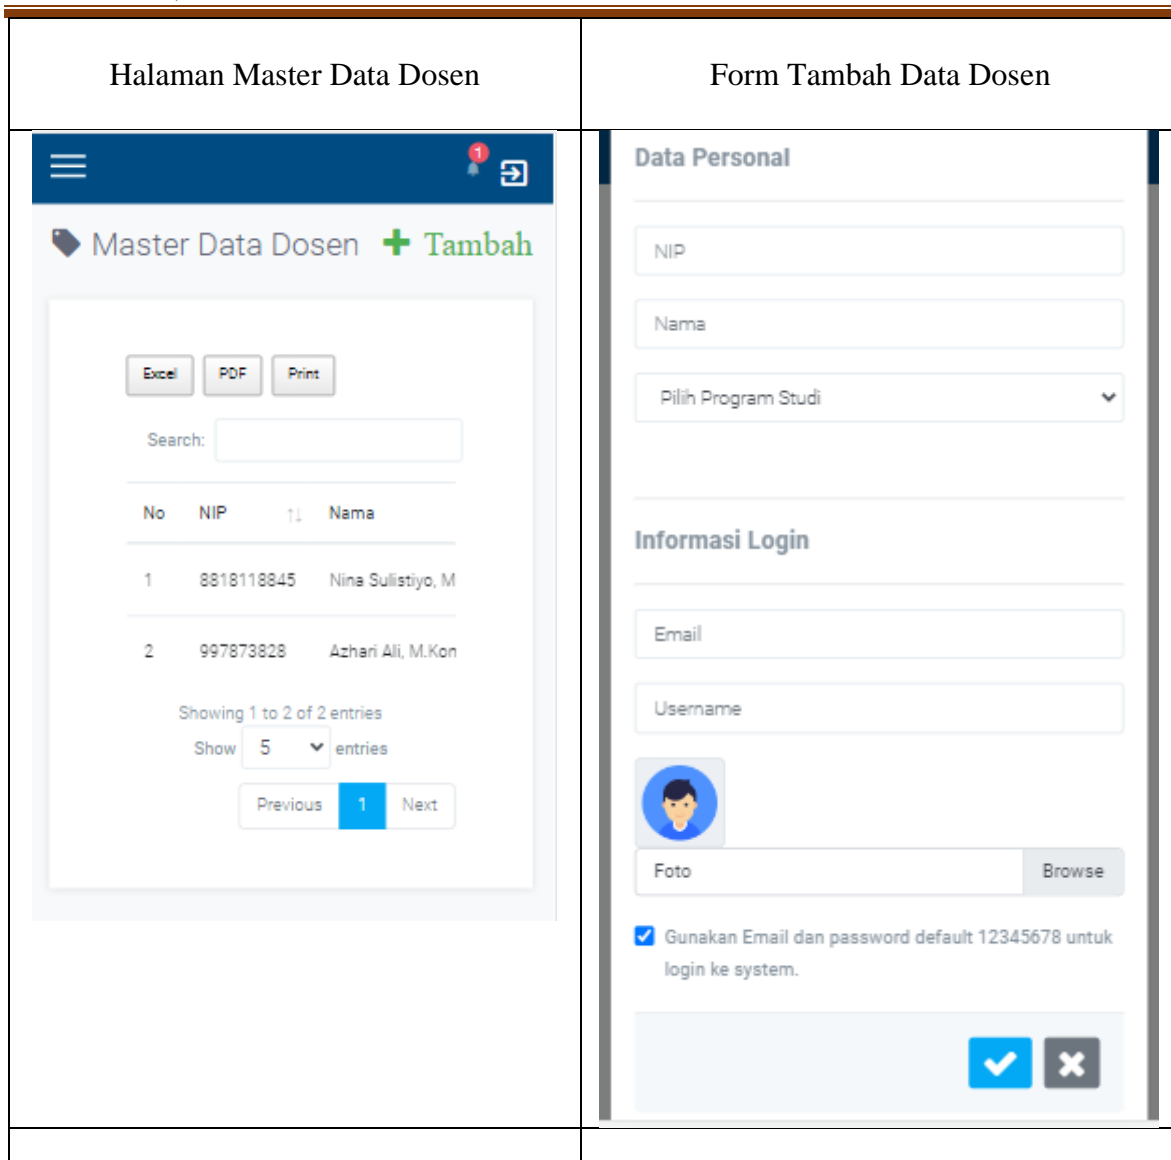 Halaman Master Data Dosen
Form Tambah Data Dosen
1
Master Data Dosen Tambah
Excel PDF Print
Search:
No NIP Nama
1 8818118845 Nina Sulistiyo, M
2 997873828 Azhari Ali, M.Kon
Showing 1 to 2 of 2 entries
Show 5 entries
Previous 1 Next
Data Personal
NIP
Nama
Pilih Program Studi
Informasi Login
Email
Username
Foto Browse
Gunakan Email dan password default 12345678 untuk
login ke system.